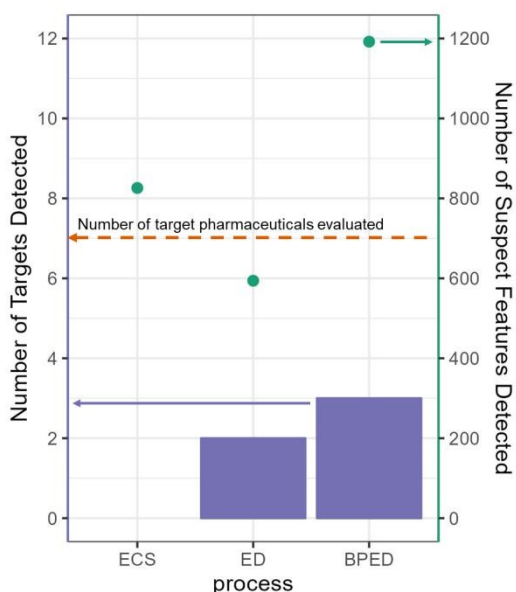 Number of Targets Detected
12
10
8
6
4
2
0
Number of target pharmaceuticals evaluated
1200
1000
800
600
400
200
0
Number of Suspect Features Detected
ECS
ED
BPED
process